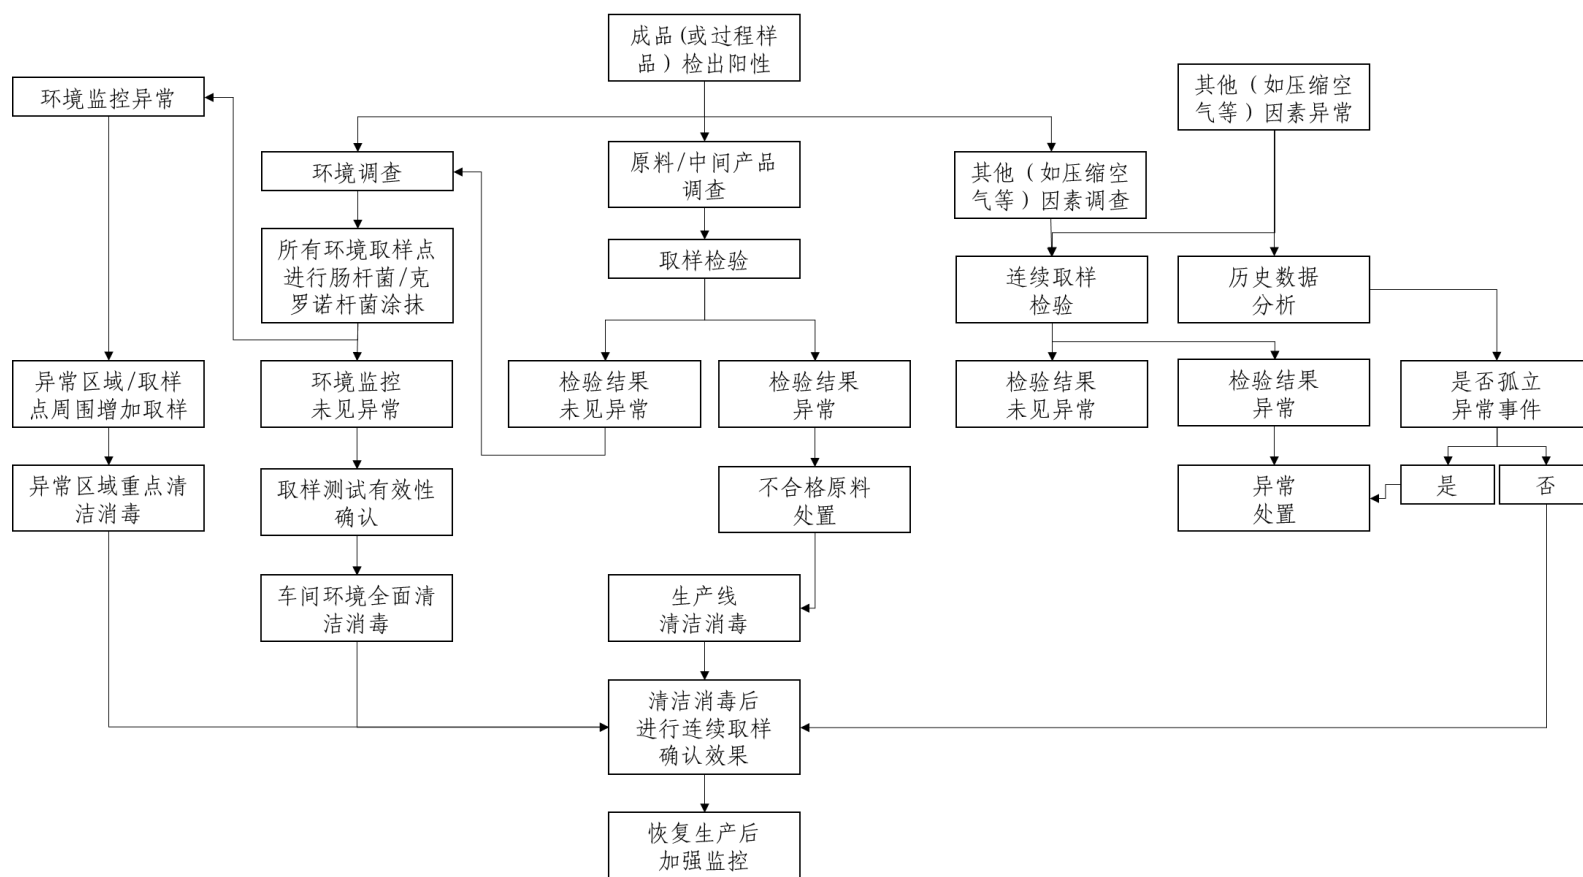 成品(或过程样
品）检出阳性
环境监控异常
其他（如压缩空
气等）因素异常
环境调查
原料/中间产品
调查
其他（如压缩空
气等）因素调查
所有环境取样点
进行肠杆菌/克
罗诺杆菌涂抹
取样检验
连续取样
检验
历史数据
分析
异常区域/取样
点周围增加取样
环境监控
未见异常
检验结果
未见异常
检验结果
异常
检验结果
未见异常
检验结果
异常
是否孤立
异常事件
异常区域重点清
洁消毒
取样测试有效性
确认
不合格原料
处置
异常
处置
是
否
车间环境全面清
洁消毒
生产线
清洁消毒
清洁消毒后
进行连续取样
确认效果
恢复生产后
加强监控